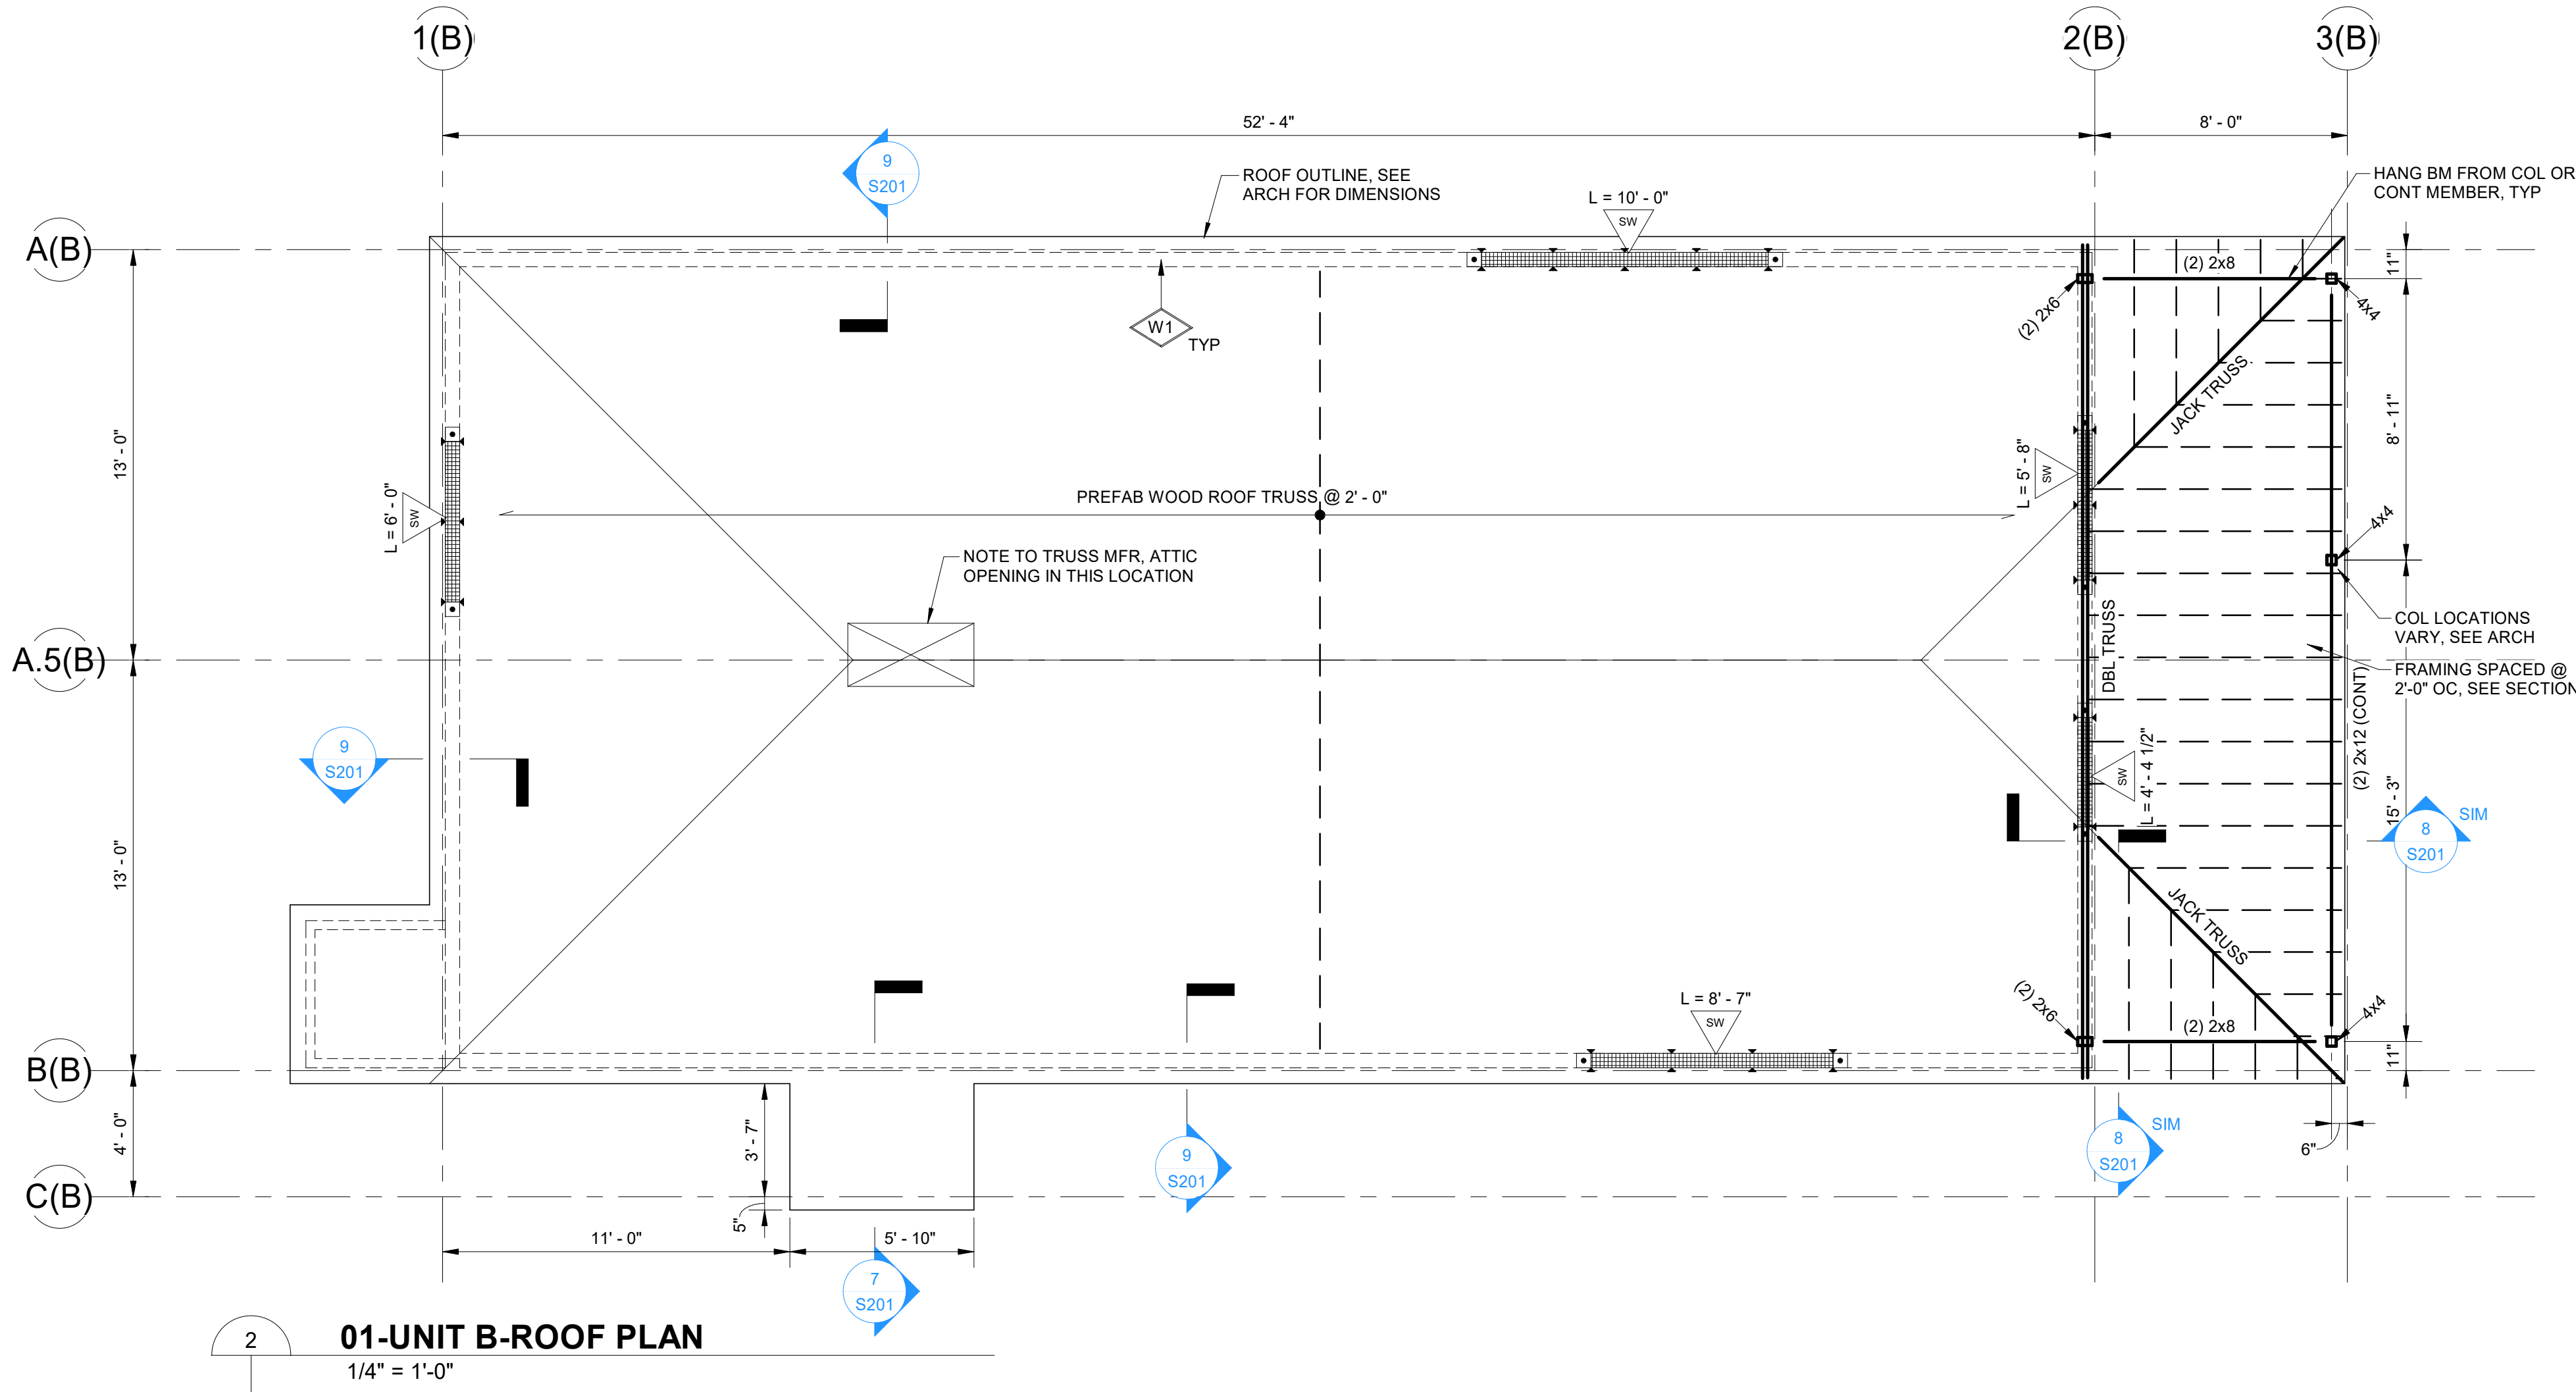 1(B)
2(B)
3(B)
52' - 4"
8' - 0"
9
S201
ROOF OUTLINE, SEE
ARCH FOR DIMENSIONS
L = 10' - 0"
SW
HANG BM FROM COL OR
CONT MEMBER, TYP
A(B)
11"
(2) 2x8
(2) 2x6
4x4
W1
TYP
JACK TRUSS
8' - 11"
13' - 0"
L = 6' - 0"
SW
L = 5' - 8"
SW
PREFAB WOOD ROOF TRUSS @ 2' - 0"
4x4
NOTE TO TRUSS MFR, ATTIC
OPENING IN THIS LOCATION
COL LOCATIONS
VARY, SEE ARCH
A.5(B)
DBL TRUSS
FRAMING SPACED @
2'-0" OC, SEE SECTION
(2) 2x12 (CONT)
9
S201
SW
L = 4' - 4 1/2"
15' - 3"
SIM
8
S201
13' - 0"
JACK TRUSS
L = 8' - 7"
SW
(2) 2x6
(2) 2x8
4x4
11"
B(B)
4' - 0"
3' - 7"
9
S201
SIM
8
S201
6"
C(B)
5"
11' - 0"
5' - 10"
7
S201
2
01-UNIT B-ROOF PLAN
1/4" = 1'-0"